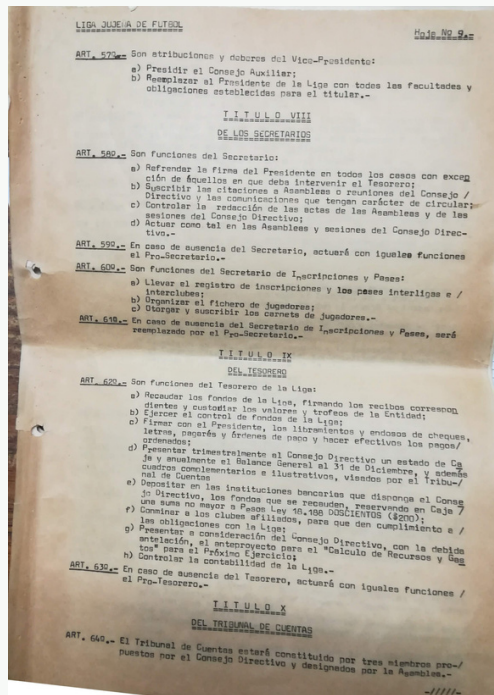 LIGA JUJEÑA DE FUTBOL
Hoja No 9.-
ART. 57º.- Son atribuciones y deberes del Vice-Presidente:
a) Presidir el Consejo Auxiliar;
b) Reemplazar al Presidente de la Liga con todas las facultades y
obligaciones establecidas para el titular.-
T I T U L O VIII
DE LOS SECRETARIOS
ART. 58º.- Son funciones del Secretario:
a) Refrendar la firma del Presidente en todos los casos con excep
ción de aquéllos en que deba intervenir el Tesorero;
b) Suscribir las citaciones a Asambleas o reuniones del Consejo /
Directivo y las comunicaciones que tengan carácter de circular;
c) Controlar la redacción de las actas de las Asambleas y de las
sesiones del Consejo Directivo;
d) Actuar como tal en las Asambleas y sesiones del Consejo Direc-
tivo.-
ART. 59º.- En caso de ausencia del Secretario, actuará con iguales funciones
el Pro-Secretario.-
ART. 60º.- Son funciones del Secretario de Inscripciones y Pases:
a) Llevar el registro de inscripciones y los pases interligas e /
interclubes;
b) Organizar el fichero de jugadores;
c) Otorgar y suscribir los carnets de jugadores.-
ART. 61º.- En caso de ausencia del Secretario de Inscripciones y Pases, será
reemplazado por el Pro-Secretario.-
T I T U L O IX
DEL TESORERO
ART. 62º.- Son funciones del Tesorero de la Liga:
a) Recaudar los fondos de la Liga, firmando los recibos correspon
dientes y custodiar los valores y trofeos de la Entidad;
b) Ejercer el control de fondos de la Liga;
c) Firmar con el Presidente, los libramientos y endosos de cheques,
letras, pagarés y órdenes de pago y hacer efectivos los pagos/
ordenados;
d) Presentar trimestralmente al Consejo Directivo un estado de Ca
ja y anualmente el Balance General al 31 de Diciembre, y además
cuadros complementarios e ilustrativos, visados por el Tribu-/
nal de Cuentas
e) Depositar en las instituciones bancarias que disponga el Conse
jo Directivo, los fondos que se recauden, reservando en Caja /
una suma no mayor a Pesos Ley 18.188 DOSCIENTOS ($200);
f) Conminar a los clubes afiliados, para que den cumplimiento a /
las obligaciones con la Liga;
g) Presentar a consideración del Consejo Directivo, con la debida
antelación, el anteproyecto para el "Calculo de Recursos y Gas
tos" para el Próximo Ejercicio;
h) Controlar la contabilidad de la Liga.-
ART. 63º.- En caso de ausencia del Tesorero, actuará con iguales funciones /
el Pro-Tesorero.-
T I T U L O X
DEL TRIBUNAL DE CUENTAS
ART. 64º.- El Tribunal de Cuentas estará constituido por tres miembros pro-/
puestos por el Consejo Directivo y designados por la Asamblea.-
-/////-